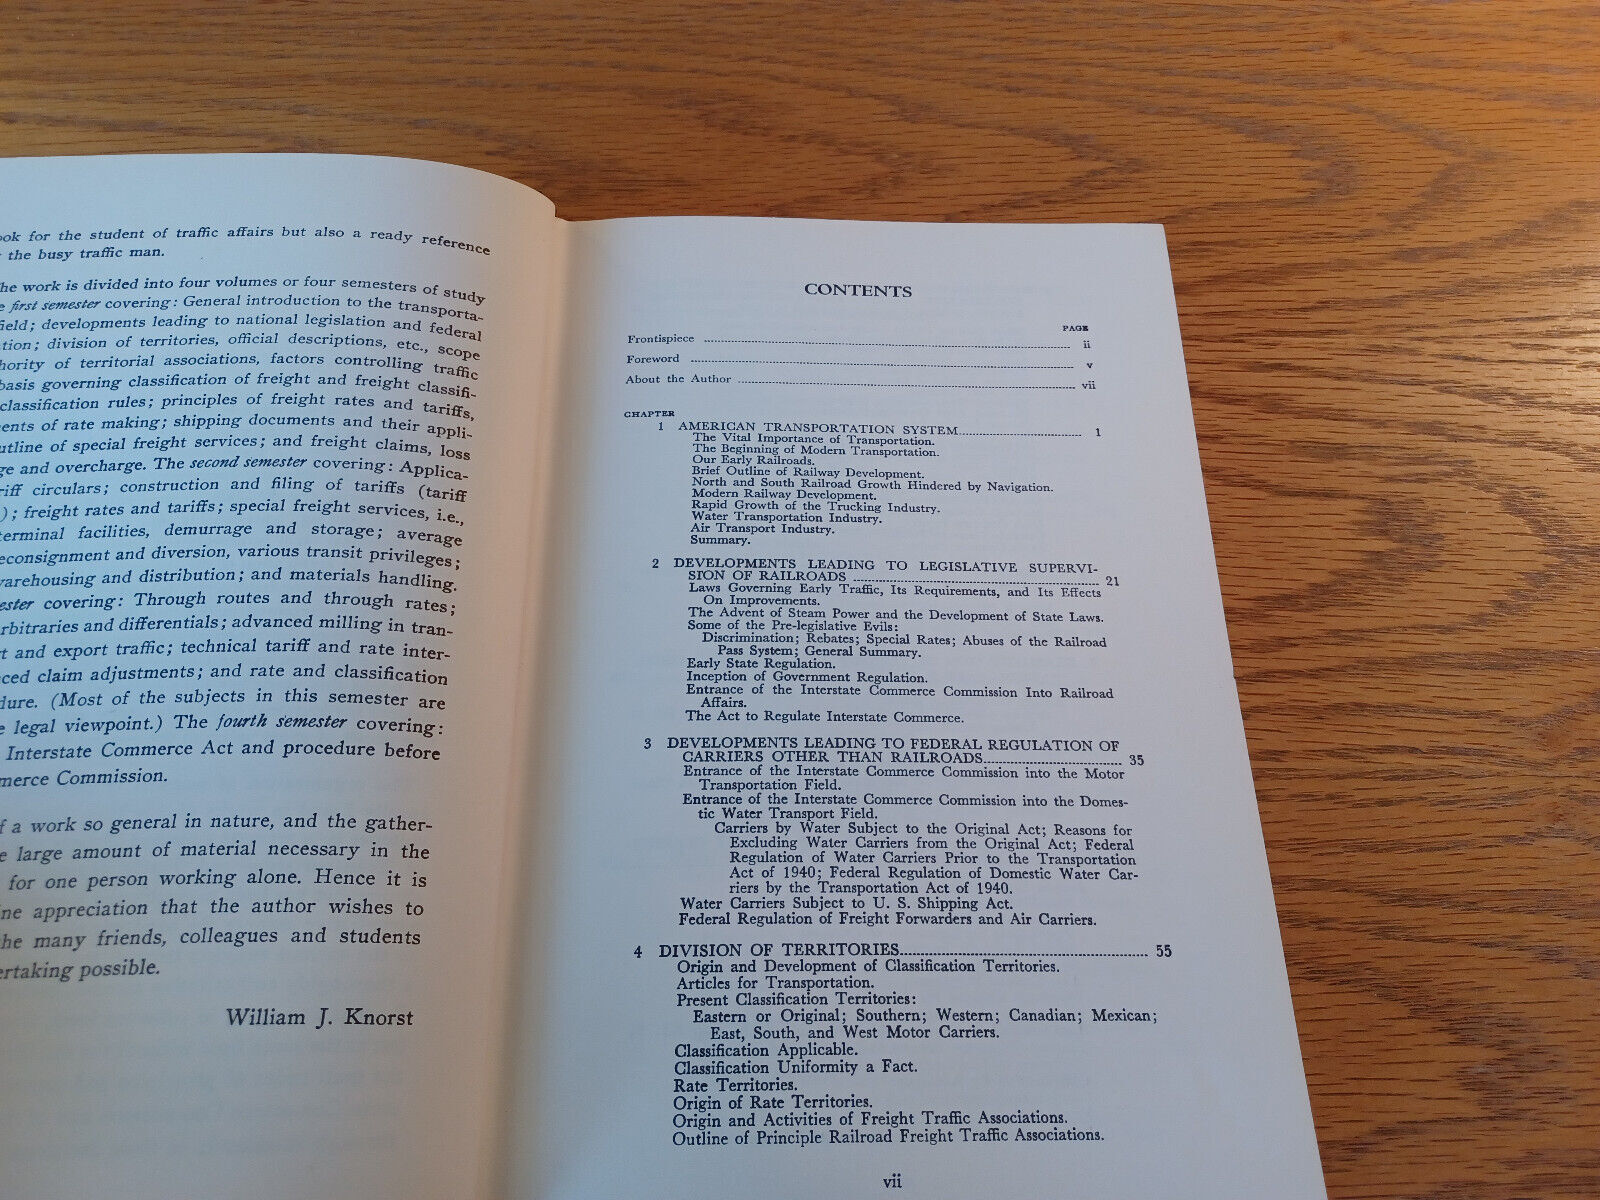 ook for the student of traffic affairs but also a ready reference
the busy traffic man.
he work is divided into four volumes or four semesters of study
e first semester covering: General introduction to the transporta-
field; developments leading to national legislation and federal
tion; division of territories, official descriptions, etc., scope
hority of territorial associations, factors controlling traffic
basis governing classification of freight and freight classifi-
classification rules; principles of freight rates and tariffs,
ents of rate making; shipping documents and their appli-
utline of special freight services; and freight claims, loss
ge and overcharge. The second semester covering: Applica-
riff circulars; construction and filing of tariffs (tariff
); freight rates and tariffs; special freight services, i.e.,
terminal facilities, demurrage and storage; average
econsignment and diversion, various transit privileges;
warehousing and distribution; and materials handling.
ester covering: Through routes and through rates;
rbitraries and differentials; advanced milling in tran-
t and export traffic; technical tariff and rate inter-
ced claim adjustments; and rate and classification
dure. (Most of the subjects in this semester are
e legal viewpoint.) The fourth semester covering:
Interstate Commerce Act and procedure before
merce Commission.
f a work so general in nature, and the gather-
e large amount of material necessary in the
for one person working alone. Hence it is
ine appreciation that the author wishes to
he many friends, colleagues and students
ertaking possible.
William J. Knorst
CONTENTS
PAGE
Frontispiece ii
Foreword v
About the Author vii
CHAPTER
1 AMERICAN TRANSPORTATION SYSTEM 1
The Vital Importance of Transportation.
The Beginning of Modern Transportation.
Our Early Railroads.
Brief Outline of Railway Development.
North and South Railroad Growth Hindered by Navigation.
Modern Railway Development.
Rapid Growth of the Trucking Industry.
Water Transportation Industry.
Air Transport Industry.
Summary.
2 DEVELOPMENTS LEADING TO LEGISLATIVE SUPERVI-
SION OF RAILROADS 21
Laws Governing Early Traffic, Its Requirements, and Its Effects
On Improvements.
The Advent of Steam Power and the Development of State Laws.
Some of the Pre-legislative Evils:
Discrimination; Rebates; Special Rates; Abuses of the Railroad
Pass System; General Summary.
Early State Regulation.
Inception of Government Regulation.
Entrance of the Interstate Commerce Commission Into Railroad
Affairs.
The Act to Regulate Interstate Commerce.
3 DEVELOPMENTS LEADING TO FEDERAL REGULATION OF
CARRIERS OTHER THAN RAILROADS 35
Entrance of the Interstate Commerce Commission into the Motor
Transportation Field.
Entrance of the Interstate Commerce Commission into the Domes-
tic Water Transport Field.
Carriers by Water Subject to the Original Act; Reasons for
Excluding Water Carriers from the Original Act; Federal
Regulation of Water Carriers Prior to the Transportation
Act of 1940; Federal Regulation of Domestic Water Car-
riers by the Transportation Act of 1940.
Water Carriers Subject to U. S. Shipping Act.
Federal Regulation of Freight Forwarders and Air Carriers.
4 DIVISION OF TERRITORIES 55
Origin and Development of Classification Territories.
Articles for Transportation.
Present Classification Territories:
Eastern or Original; Southern; Western; Canadian; Mexican;
East, South, and West Motor Carriers.
Classification Applicable.
Classification Uniformity a Fact.
Rate Territories.
Origin of Rate Territories.
Origin and Activities of Freight Traffic Associations.
Outline of Principle Railroad Freight Traffic Associations.
vii